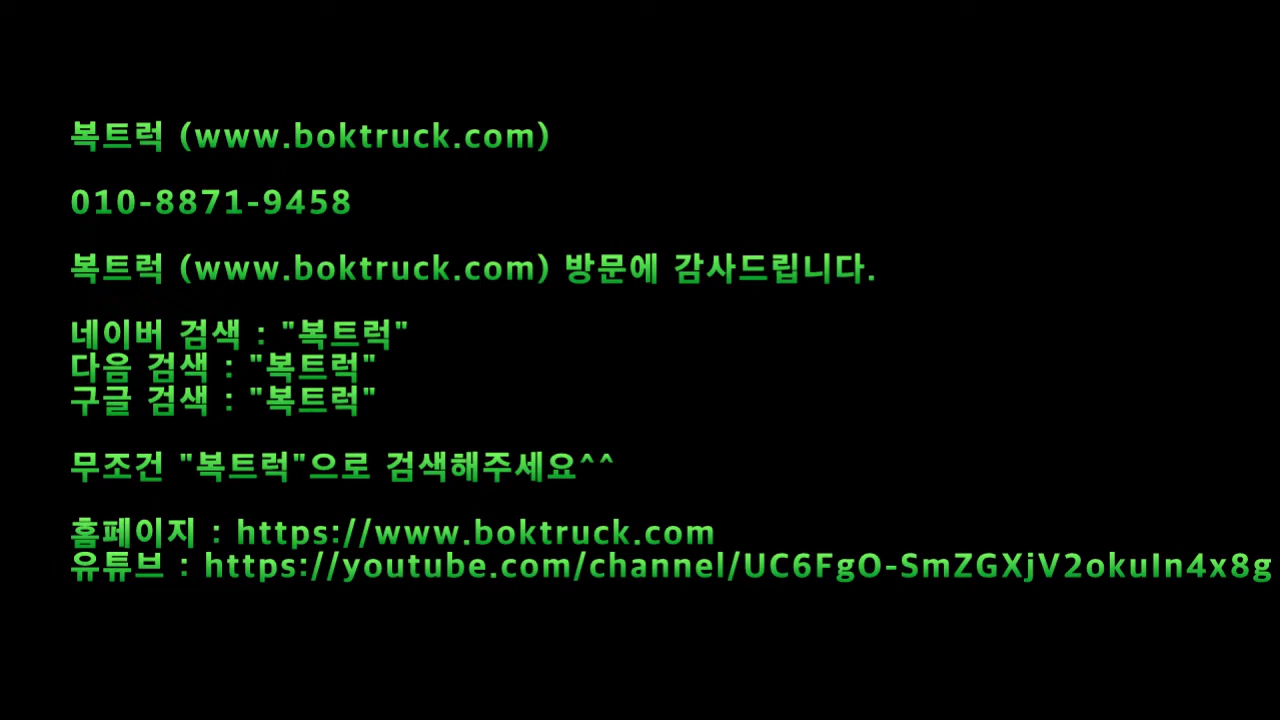 복트럭 (www.boktruck.com)
010-8871-9458
복트럭 (www.boktruck.com) 방문에 감사드립니다.
네이버 검색 : "복트럭"
다음 검색 : "복트럭"
구글 검색 : "복트럭"
무조건 "복트럭"으로 검색해주세요^^
홈페이지 : https://www.boktruck.com
유튜브 : https://youtube.com/channel/UC6FgO-SmZGXjV2okuIn4x8g